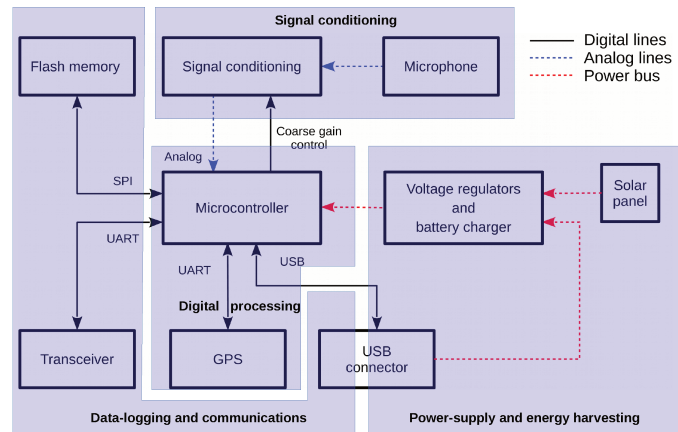 Signal conditioning
Digital lines
Analog lines
Power bus
Flash memory
Signal conditioning
Microphone
Coarse gain
control
Analog
SPI
Microcontroller
Voltage regulators
and
battery charger
Solar
panel
UART
UART
USB
Digital processing
Transceiver
GPS
USB
connector
Data-logging and communications
Power-supply and energy harvesting